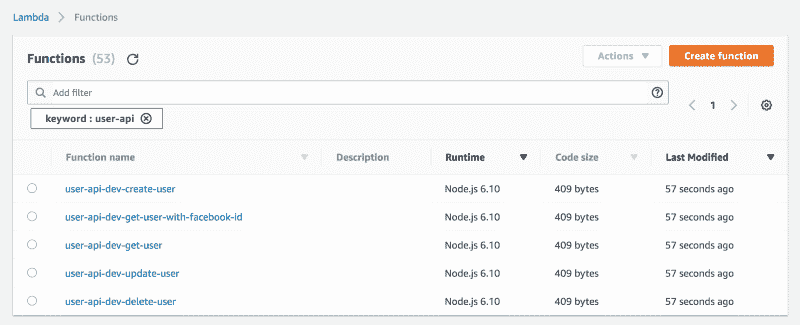 Lambda > Functions
Functions (53) Actions Create function
Add filter
keyword : user-api 1
Function name Description Runtime Code size Last Modified
user-api-dev-create-user Node.js 6.10 409 bytes 57 seconds ago
user-api-dev-get-user-with-facebook-id Node.js 6.10 409 bytes 57 seconds ago
user-api-dev-get-user Node.js 6.10 409 bytes 57 seconds ago
user-api-dev-update-user Node.js 6.10 409 bytes 57 seconds ago
user-api-dev-delete-user Node.js 6.10 409 bytes 57 seconds ago